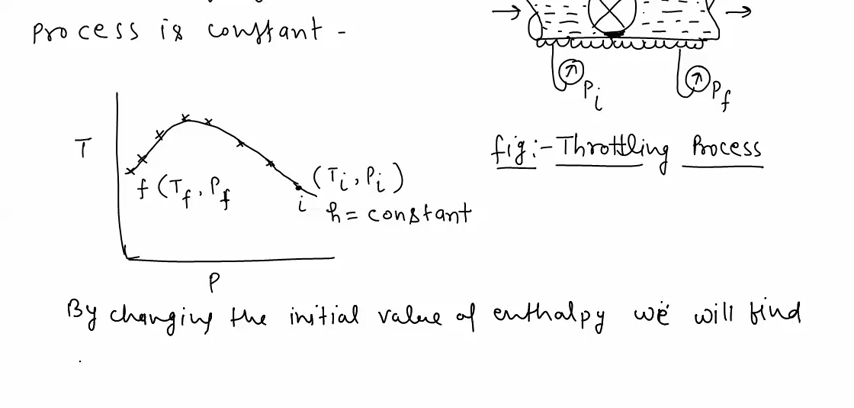 Process is constant -
Pi
Pf
fig:- Throttling Process
T
f (Tf, Pf
(Ti, Pi)
i
h = constant
P
By changing the initial value of enthalpy we will find